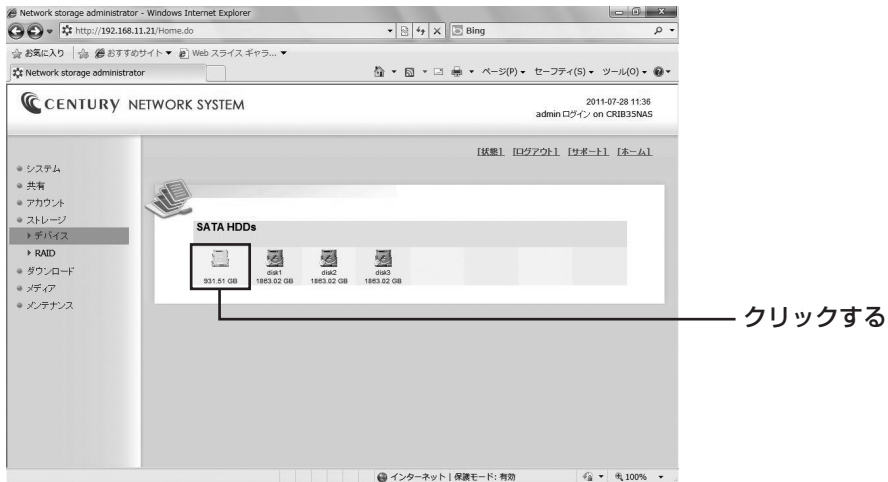 Network storage administrator - Windows Internet Explorer
http://192.168.11.21/Home.do
Bing
お気に入り おすすめサイト ▼ Web スライス ギャラ... ▼
Network storage administrator
ページ(P) ▼ セーフティ(S) ▼ ツール(O) ▼
CENTURY NETWORK SYSTEM
2011-07-28 11:36
admin ログイン on CRIB35NAS
[状態] [ログアウト] [サポート] [ホーム]
システム
共有
アカウント
ストレージ
デバイス
RAID
ダウンロード
メディア
メンテナンス
SATA HDDs
disk1 disk2 disk3
931.51 GB 1863.02 GB 1863.02 GB 1863.02 GB
クリックする
インターネット | 保護モード: 有効
100%